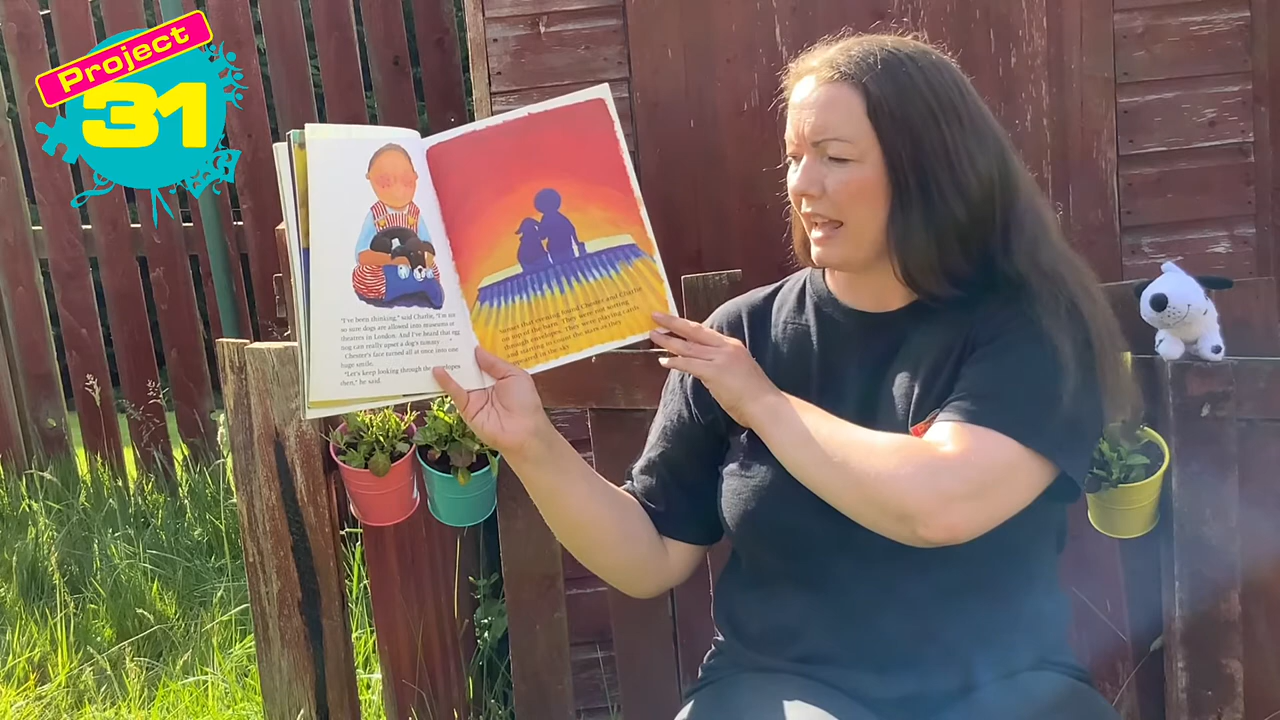 Project
31
"I've been thinking," said Charlie, "I'm not
so sure dogs are allowed into museums or
theatres in London. And I've heard that egg
nog can really upset a dog's tummy."
Chester's face turned all at once into one
huge smile.
"Let's keep looking through the envelopes
then," he said.
Sunset that evening found Chester and Charlie
on top of the barn. They were not sorting
through envelopes. They were playing cards
and starting to count the stars as they
appeared in the sky.